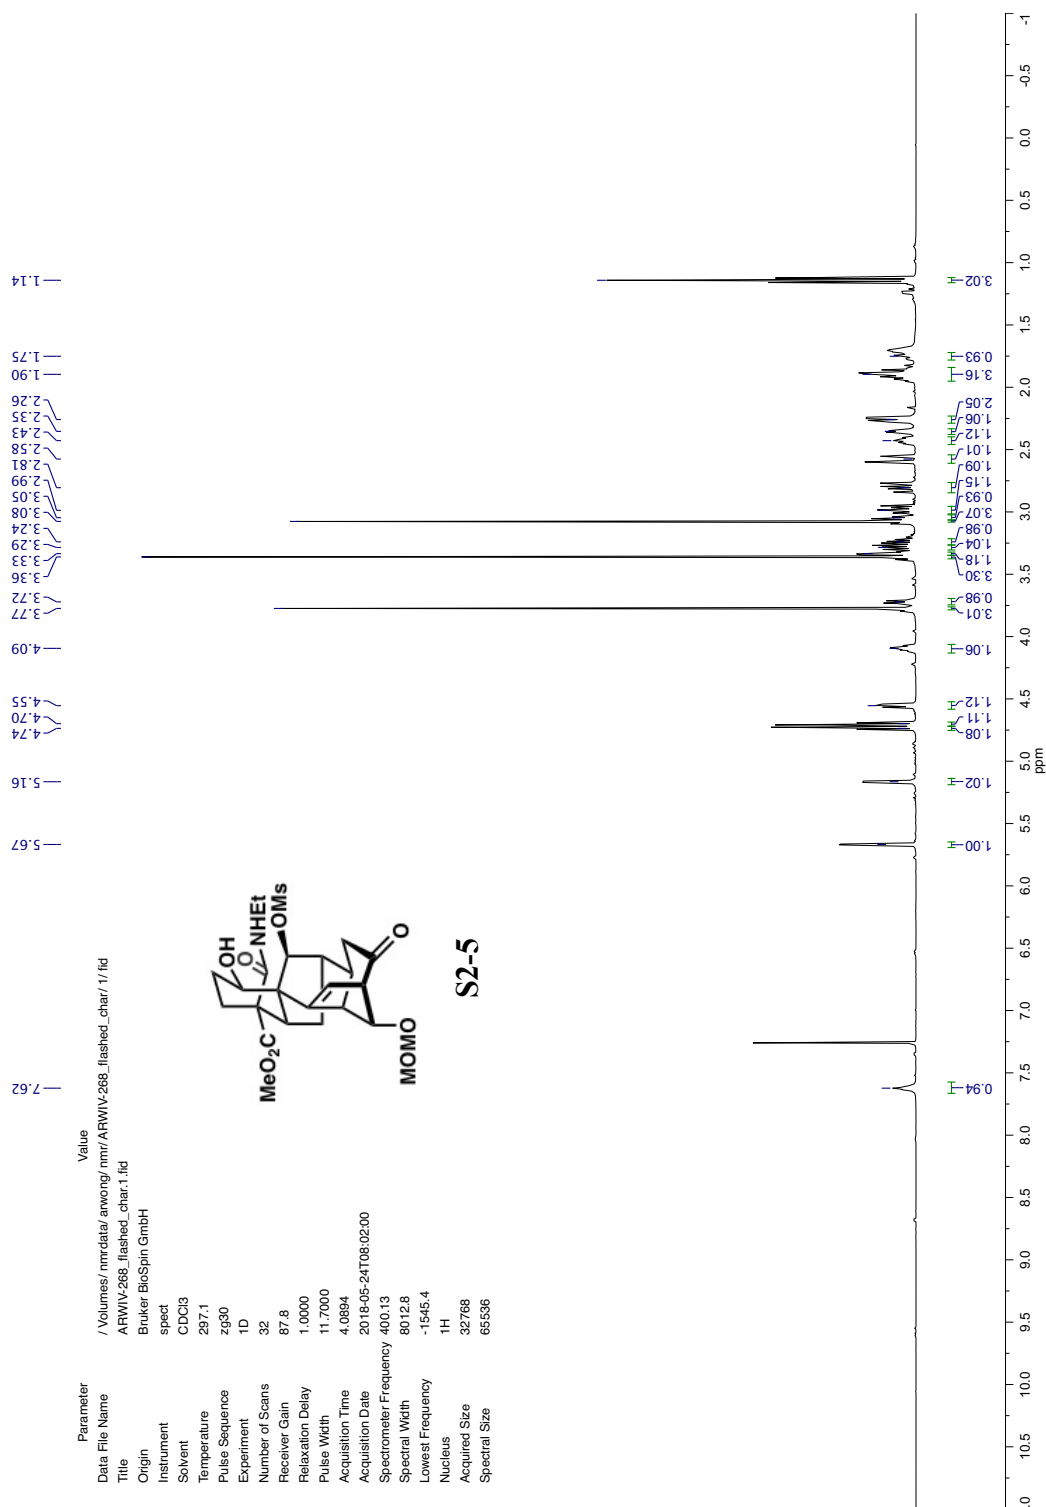 Parameter Value
Data File Name / Volumes/ nmrdata/ arwong/ nmr/ ARWIV-268_flashed_char/ 1/ fid
Title ARWIV-268_flashed_char.1.fid
Origin Bruker BioSpin GmbH
Instrument spect
Solvent CDCl3
Temperature 297.1
Pulse Sequence zg30
Experiment 1D
Number of Scans 32
Receiver Gain 87.8
Relaxation Delay 1.0000
Pulse Width 11.7000
Acquisition Time 4.0894
Acquisition Date 2018-05-24T08:02:00
Spectrometer Frequency 400.13
Spectral Width 8012.8
Lowest Frequency -1545.4
Nucleus 1H
Acquired Size 32768
Spectral Size 65536
OH
O
NHEt
OMs
MeO2C
O
MOMO
S2-5
7.62
5.67
5.16
4.74
4.70
4.55
4.09
3.77
3.72
3.36
3.33
3.29
3.24
3.08
3.05
2.99
2.81
2.58
2.43
2.35
2.26
1.90
1.75
1.14
0.94
1.00
1.02
1.08
1.11
1.12
1.06
3.01
0.98
3.30
1.18
1.04
0.98
3.07
0.93
1.15
1.09
1.01
1.12
1.06
2.05
3.16
0.93
3.02
.0 10.5 10.0 9.5 9.0 8.5 8.0 7.5 7.0 6.5 6.0 5.5 5.0 4.5 4.0 3.5 3.0 2.5 2.0 1.5 1.0 0.5 0.0 -0.5 -1
ppm